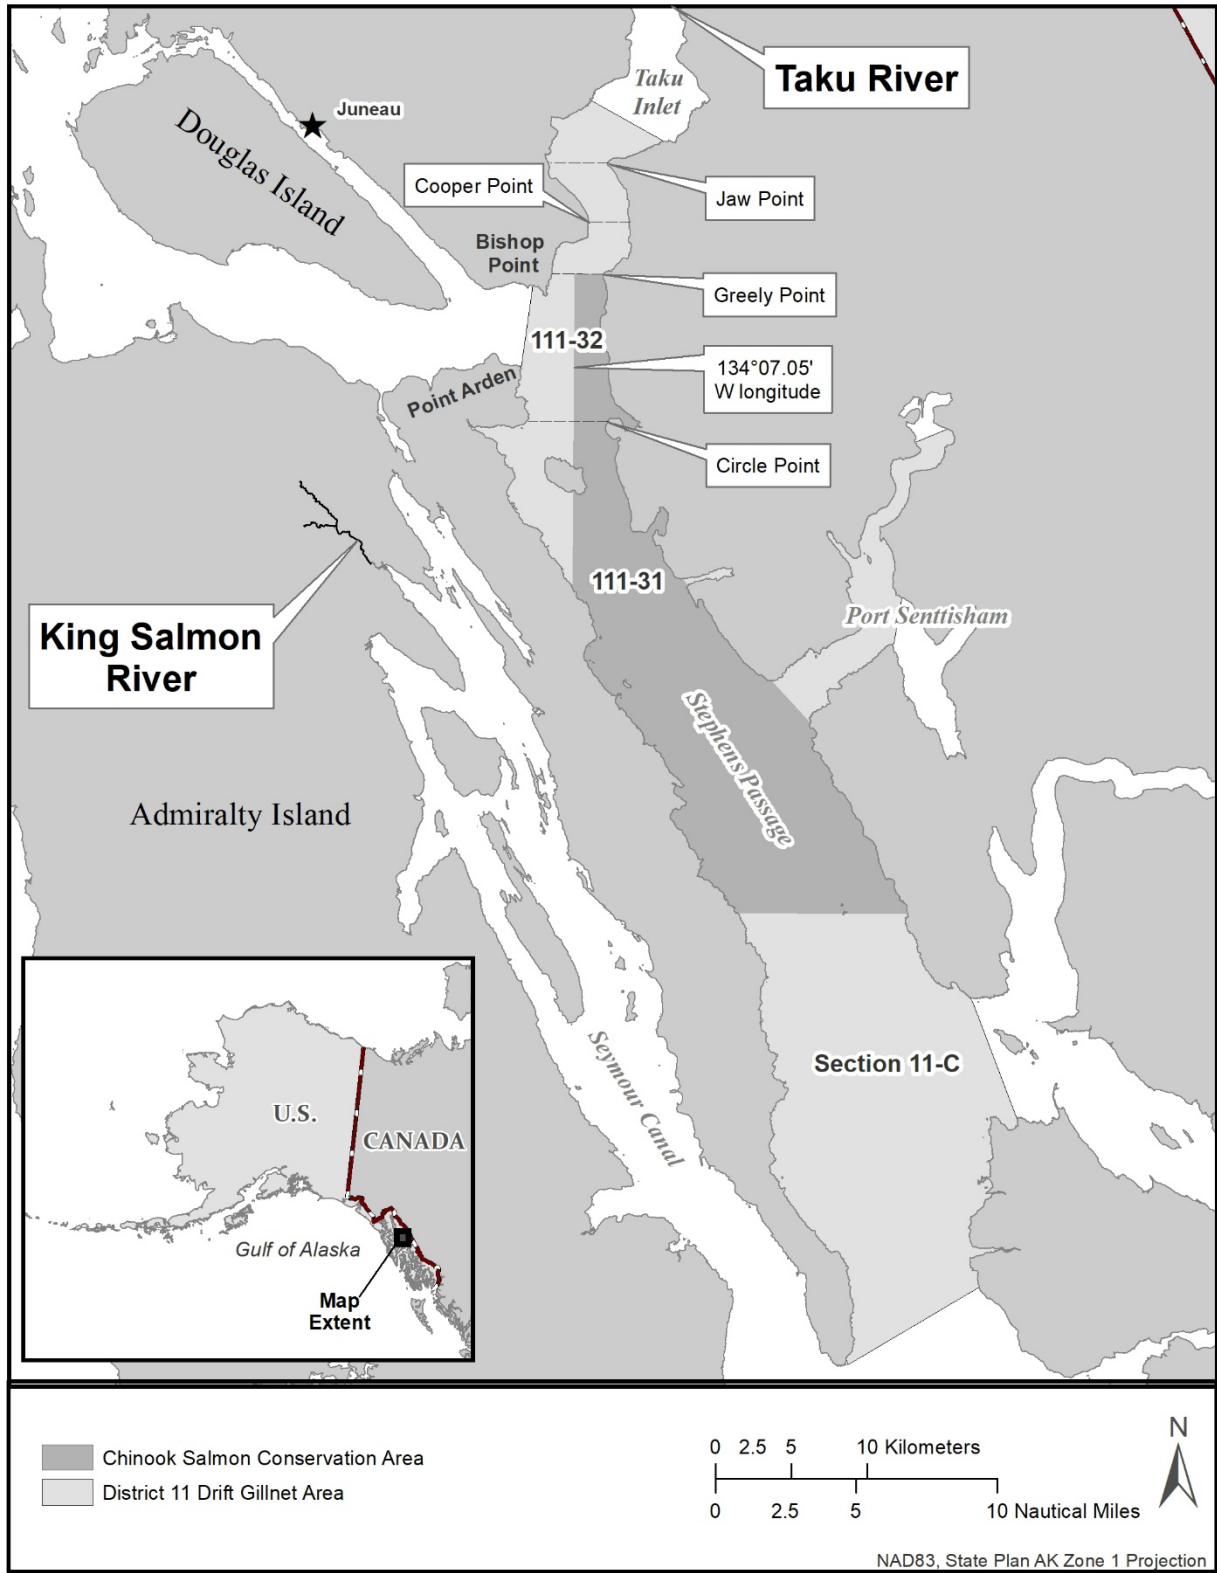 Taku River
Taku
Inlet
Juneau
Douglas Island
Cooper Point
Jaw Point
Bishop
Point
Greely Point
111-32
134°07.05'
W longitude
Point Arden
Circle Point
111-31
King Salmon
River
Port Senttisham
Stephens Passage
Admiralty Island
Seymour Canal
Section 11-C
U.S.
CANADA
Gulf of Alaska
Map
Extent
Chinook Salmon Conservation Area
District 11 Drift Gillnet Area
0 2.5 5 10 Kilometers
0 2.5 5 10 Nautical Miles
N
NAD83, State Plan AK Zone 1 Projection